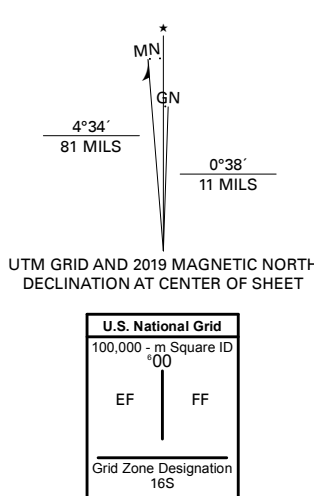 ★
MN
GN
4°34´
81 MILS
0°38´
11 MILS
UTM GRID AND 2019 MAGNETIC NORTH
DECLINATION AT CENTER OF SHEET
U.S. National Grid
100,000 - m Square ID
⁶00
EF FF
Grid Zone Designation
16S